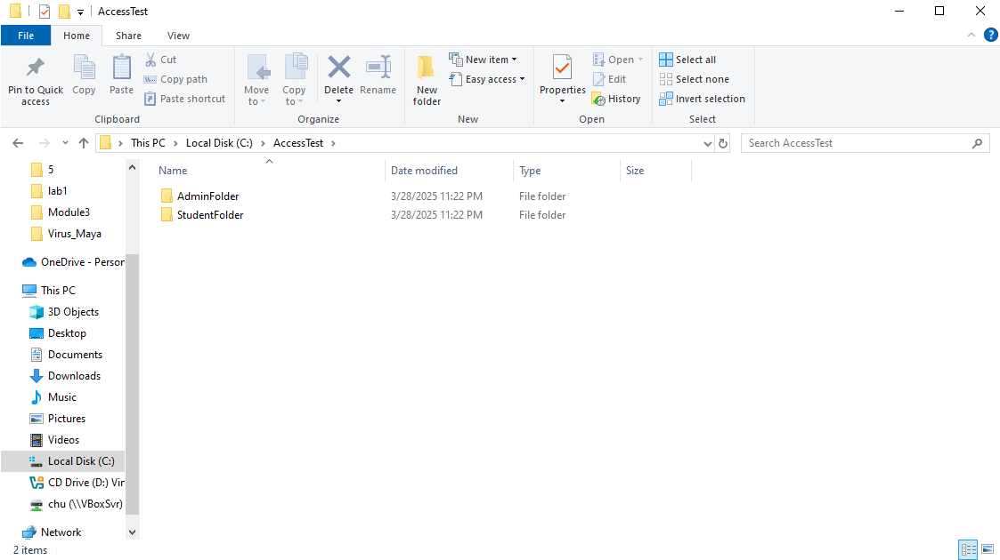 AccessTest
File Home Share View
Pin to Quick access
Copy
Paste
Cut
Copy path
Paste shortcut
Clipboard
Move to
Copy to
Delete
Rename
Organize
New folder
New item
Easy access
New
Properties
Open
Edit
History
Open
Select all
Select none
Invert selection
Select
This PC › Local Disk (C:) › AccessTest ›
Search AccessTest
5
lab1
Module3
Virus_Maya
OneDrive - Person
This PC
3D Objects
Desktop
Documents
Downloads
Music
Pictures
Videos
Local Disk (C:)
CD Drive (D:) Vir
chu (\\VBoxSvr)
Network
Name Date modified Type Size
AdminFolder 3/28/2025 11:22 PM File folder
StudentFolder 3/28/2025 11:22 PM File folder
2 items